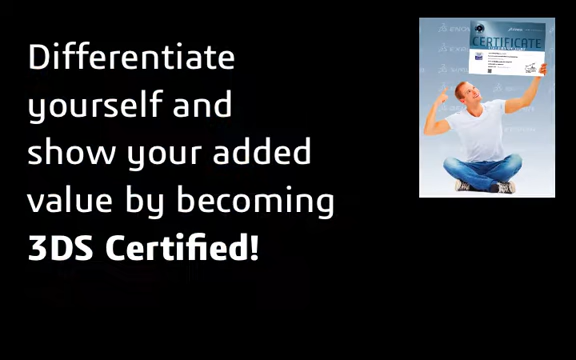 Differentiate
yourself and
show your added
value by becoming
3DS Certified!
CERTIFICATE